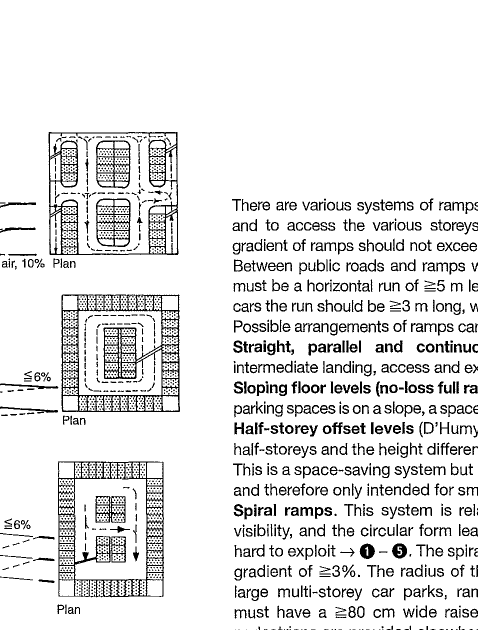 air, 10% Plan
≦6%
Plan
≦6%
Plan
There are various systems of ramps
and to access the various storeys
gradient of ramps should not excee
Between public roads and ramps w
must be a horizontal run of ≧5 m le
cars the run should be ≧3 m long, w
Possible arrangements of ramps car
Straight, parallel and continuo
intermediate landing, access and ex
Sloping floor levels (no-loss full ra
parking spaces is on a slope, a space
Half-storey offset levels (D'Humy
half-storeys and the height differen
This is a space-saving system but
and therefore only intended for sm
Spiral ramps. This system is rela
visibility, and the circular form lea
hard to exploit → ❶ – ❺. The spira
gradient of ≧3%. The radius of th
large multi-storey car parks, ram
must have a ≧80 cm wide raise